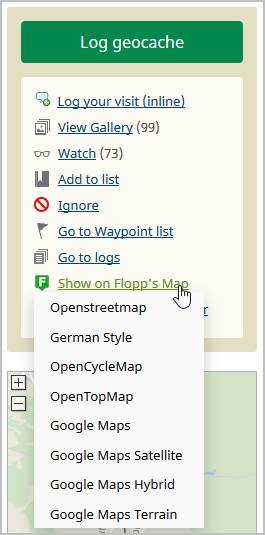 Log geocache
Log your visit (inline)
View Gallery (99)
Watch (73)
Add to list
Ignore
Go to Waypoint list
Go to logs
F Show on Flopp's Map
r
Openstreetmap
German Style
OpenCycleMap
OpenTopMap
Google Maps
Google Maps Satellite
Google Maps Hybrid
Google Maps Terrain
+
−